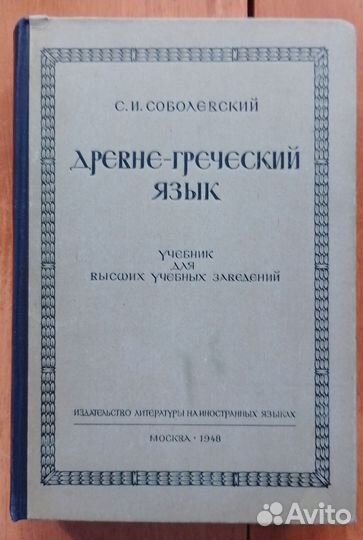 С. И. СОБОЛЕВСКИЙ
ДРЕВНЕ-ГРЕЧЕСКИЙ
ЯЗЫК
УЧЕБНИК
ДЛЯ
ВЫСШИХ УЧЕБНЫХ ЗАВЕДЕНИЙ
ИЗДАТЕЛЬСТВО ЛИТЕРАТУРЫ НА ИНОСТРАННЫХ ЯЗЫКАХ
МОСКВА · 1948
Avito